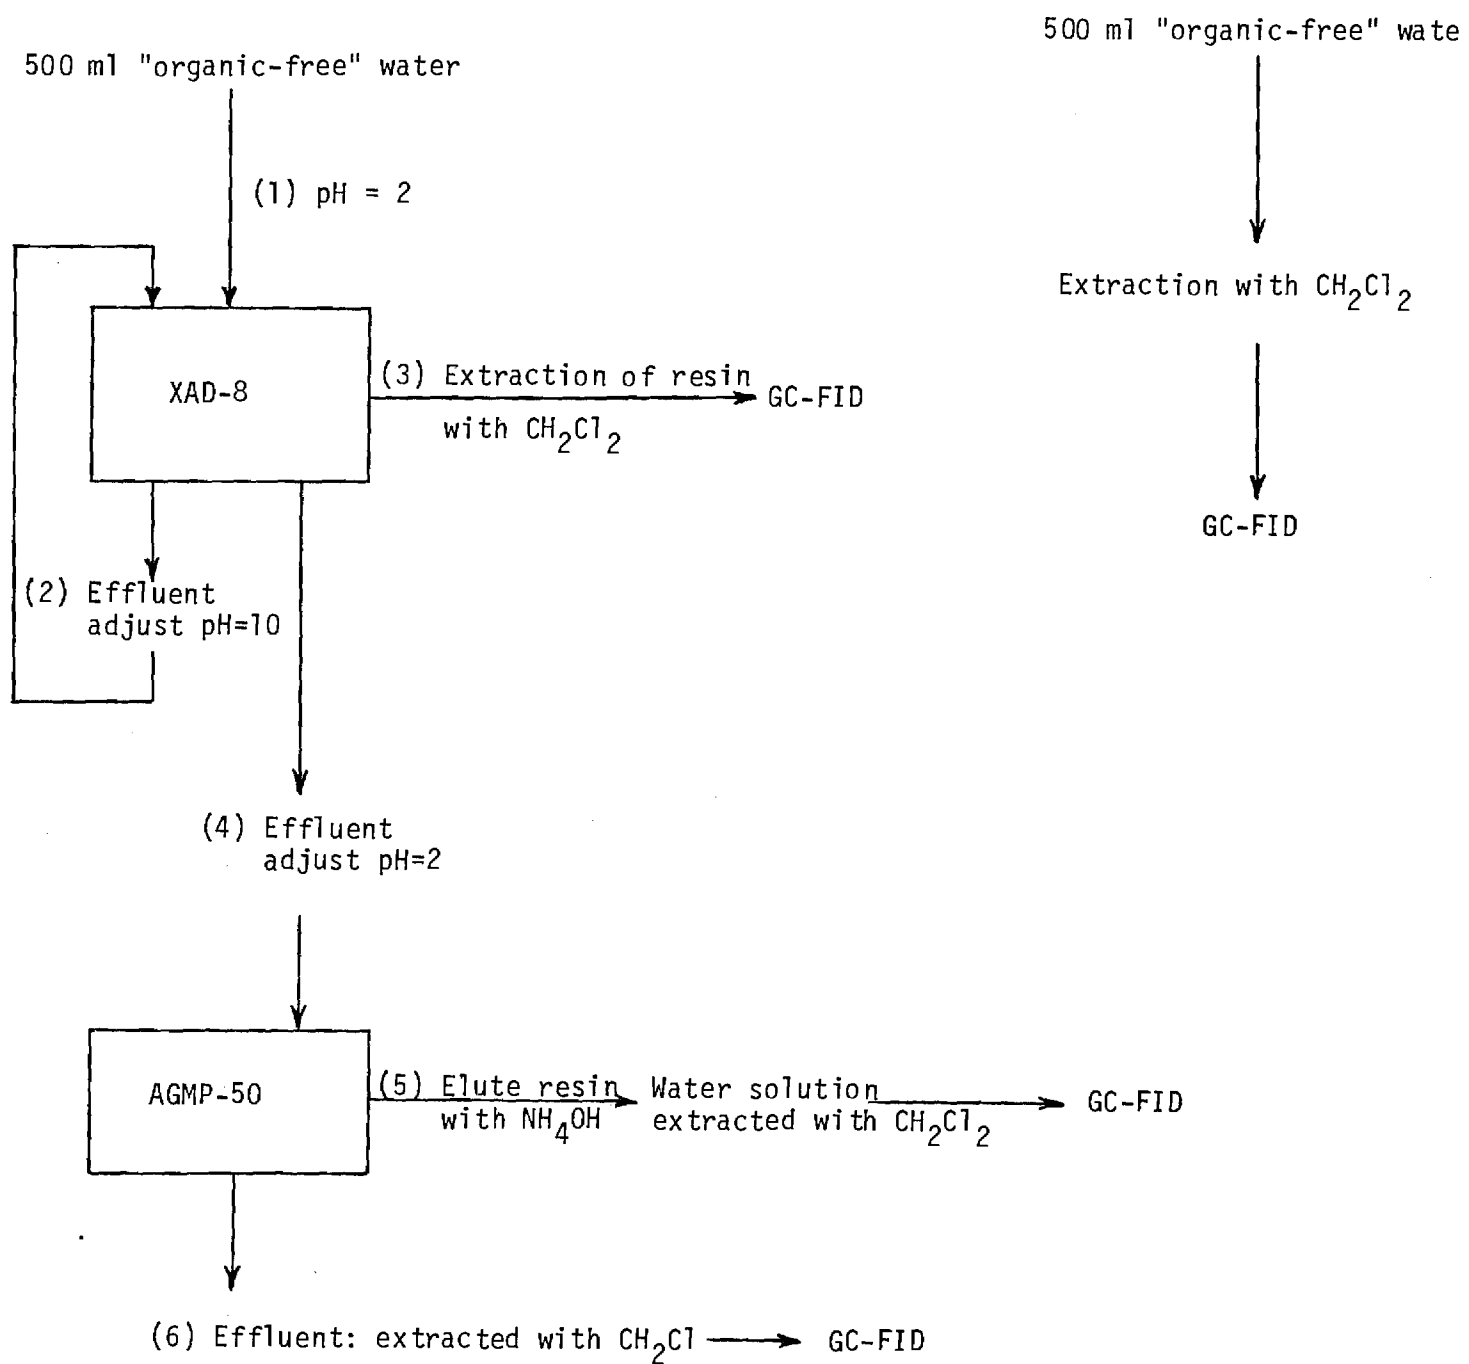 500 ml "organic-free" water
(1) pH = 2
XAD-8
(3) Extraction of resin
with CH2Cl2
GC-FID
(2) Effluent
adjust pH=10
(4) Effluent
adjust pH=2
AGMP-50
(5) Elute resin
with NH4OH
Water solution
extracted with CH2Cl2
GC-FID
(6) Effluent: extracted with CH2Cl
GC-FID
500 ml "organic-free" wate
Extraction with CH2Cl2
GC-FID